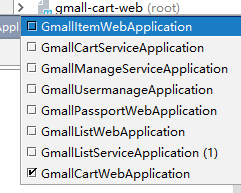 gmall-cart-web (root)
Appl
GmallItemWebApplication
GmallCartServiceApplication
GmallManageServiceApplication
GmallUsermanageApplication
GmallPassportWebApplication
GmallListWebApplication
GmallListServiceApplication (1)
GmallCartWebApplication